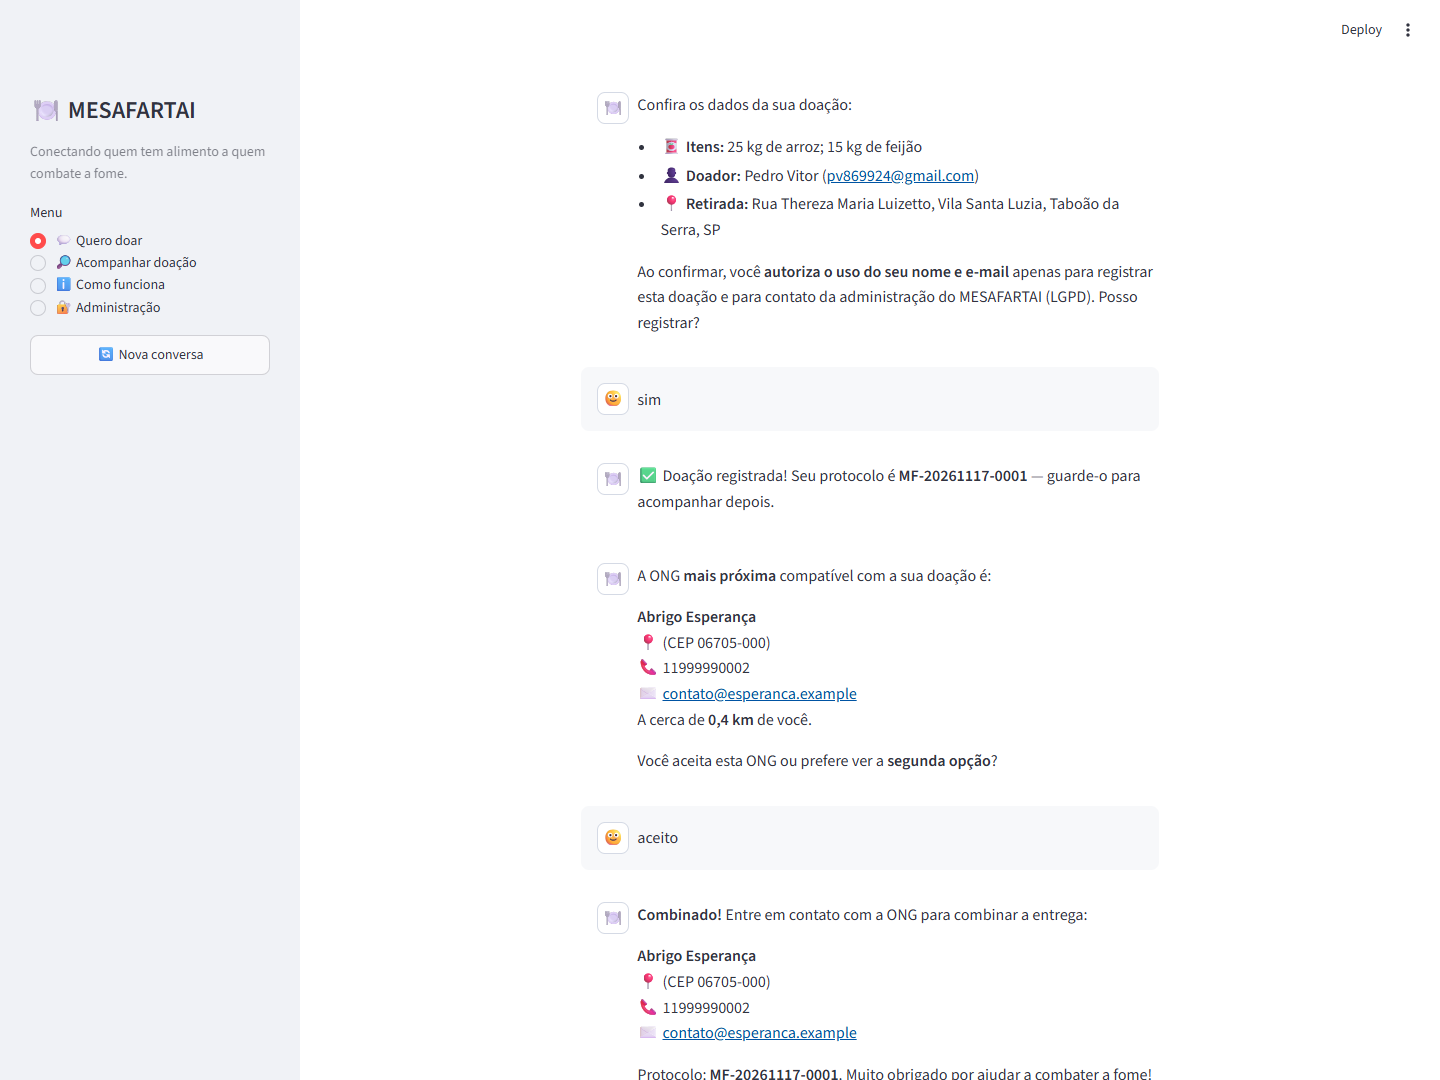 Deploy
MESAFARTAI
Conectando quem tem alimento a quem
combate a fome.
Menu
Quero doar
Acompanhar doação
Como funciona
Administração
Nova conversa
Confira os dados da sua doação:
Itens: 25 kg de arroz; 15 kg de feijão
Doador: Pedro Vitor (pv869924@gmail.com)
Retirada: Rua Thereza Maria Luizetto, Vila Santa Luzia, Taboão da
Serra, SP
Ao confirmar, você autoriza o uso do seu nome e e-mail apenas para registrar
esta doação e para contato da administração do MESAFARTAI (LGPD). Posso
registrar?
sim
Doação registrada! Seu protocolo é MF-20261117-0001 — guarde-o para
acompanhar depois.
A ONG mais próxima compatível com a sua doação é:
Abrigo Esperança
(CEP 06705-000)
11999990002
contato@esperanca.example
A cerca de 0,4 km de você.
Você aceita esta ONG ou prefere ver a segunda opção?
aceito
Combinado! Entre em contato com a ONG para combinar a entrega:
Abrigo Esperança
(CEP 06705-000)
11999990002
contato@esperanca.example
Protocolo: MF-20261117-0001. Muito obrigado por ajudar a combater a fome!